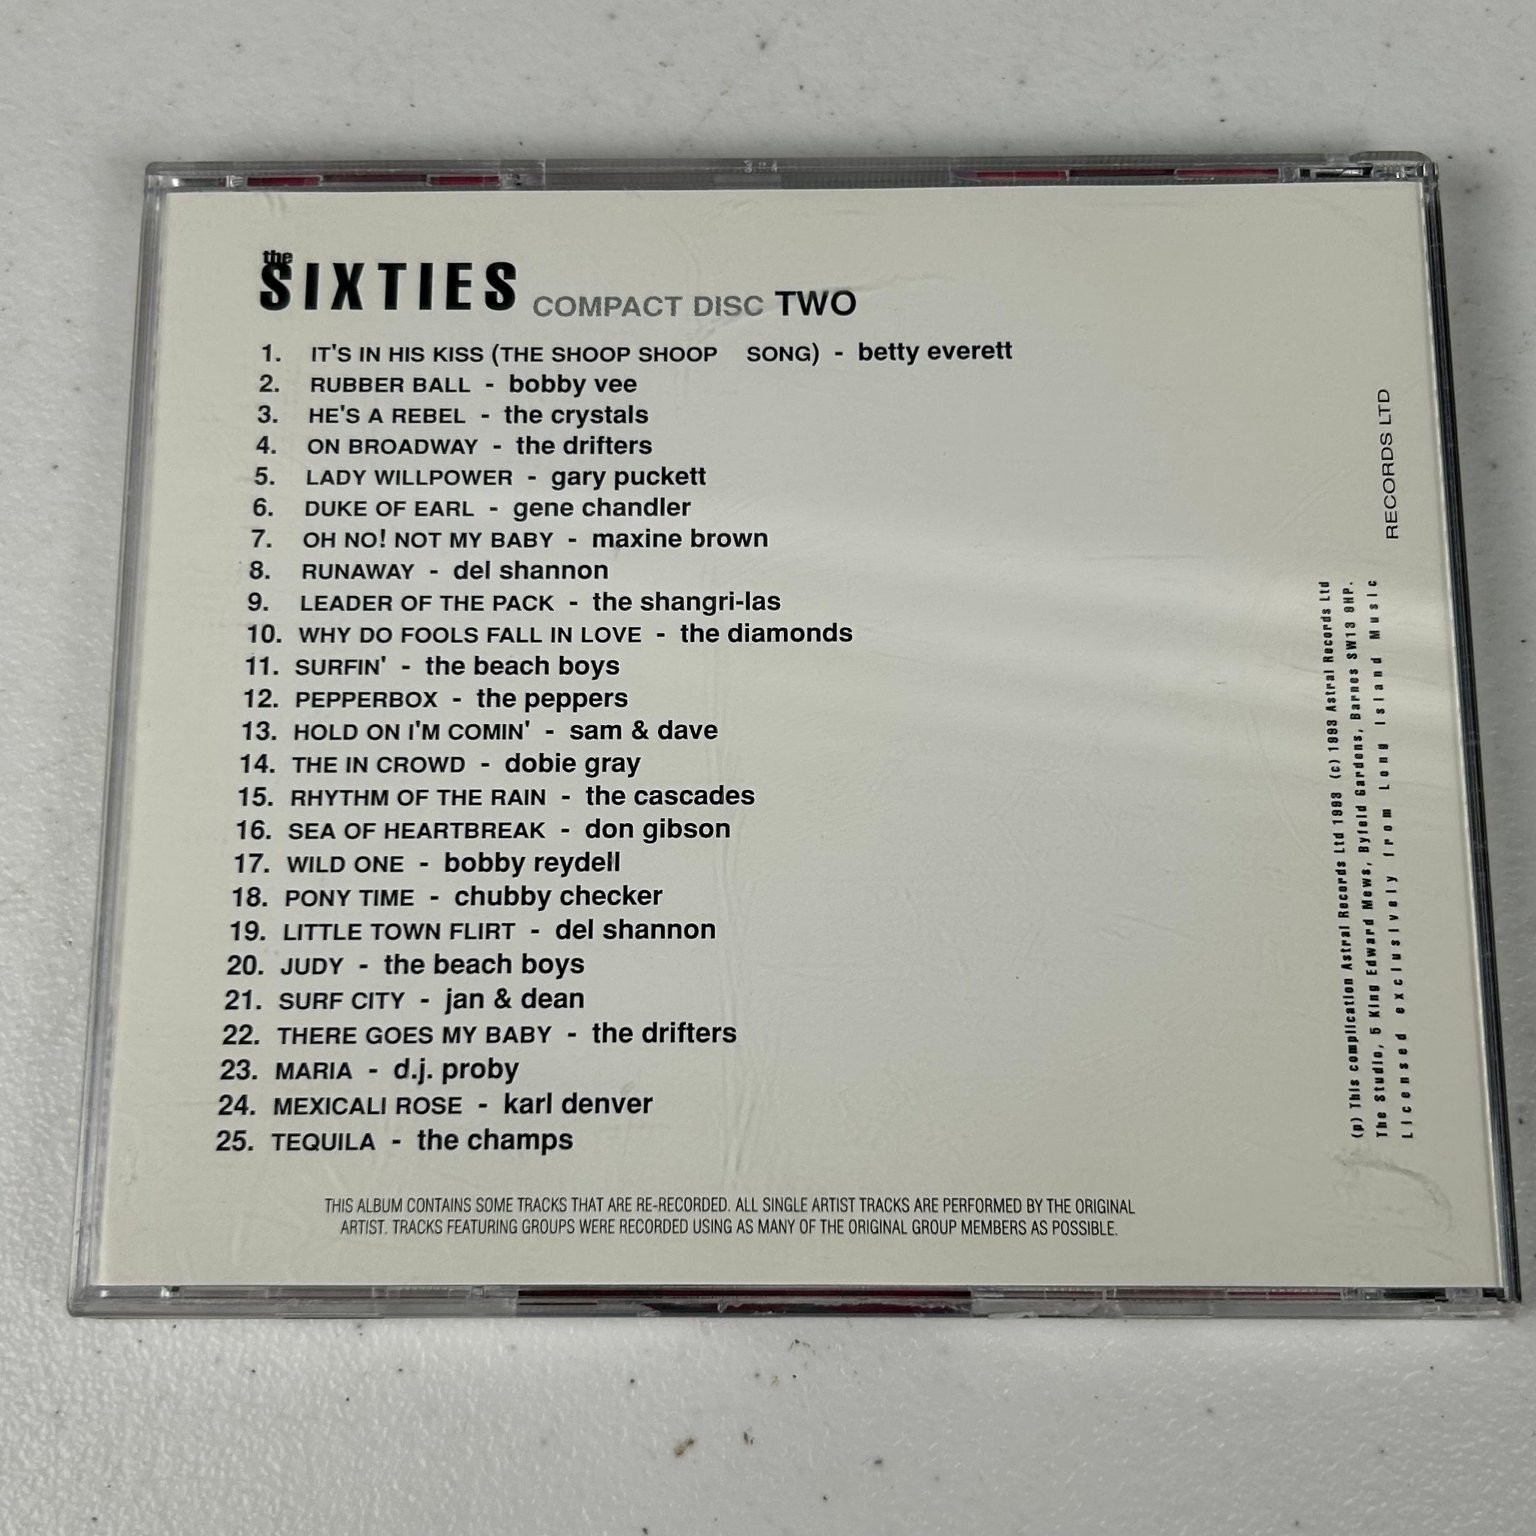 the
SIXTIES COMPACT DISC TWO
1. IT'S IN HIS KISS (THE SHOOP SHOOP SONG) - betty everett
2. RUBBER BALL - bobby vee
3. HE'S A REBEL - the crystals
4. ON BROADWAY - the drifters
5. LADY WILLPOWER - gary puckett
6. DUKE OF EARL - gene chandler
7. OH NO! NOT MY BABY - maxine brown
8. RUNAWAY - del shannon
9. LEADER OF THE PACK - the shangri-las
10. WHY DO FOOLS FALL IN LOVE - the diamonds
11. SURFIN' - the beach boys
12. PEPPERBOX - the peppers
13. HOLD ON I'M COMIN' - sam & dave
14. THE IN CROWD - dobie gray
15. RHYTHM OF THE RAIN - the cascades
16. SEA OF HEARTBREAK - don gibson
17. WILD ONE - bobby reydell
18. PONY TIME - chubby checker
19. LITTLE TOWN FLIRT - del shannon
20. JUDY - the beach boys
21. SURF CITY - jan & dean
22. THERE GOES MY BABY - the drifters
23. MARIA - d.j. proby
24. MEXICALI ROSE - karl denver
25. TEQUILA - the champs
THIS ALBUM CONTAINS SOME TRACKS THAT ARE RE-RECORDED. ALL SINGLE ARTIST TRACKS ARE PERFORMED BY THE ORIGINAL
ARTIST. TRACKS FEATURING GROUPS WERE RECORDED USING AS MANY OF THE ORIGINAL GROUP MEMBERS AS POSSIBLE.
RECORDS LTD
(p) This complication Astral Records Ltd 1993 (c) 1993 Astral Records Ltd
The Studio, 5 King Edward Mews, Byfeld Gardens, Barnes SW13 9HP.
Licensed exclusively from Long Island Music